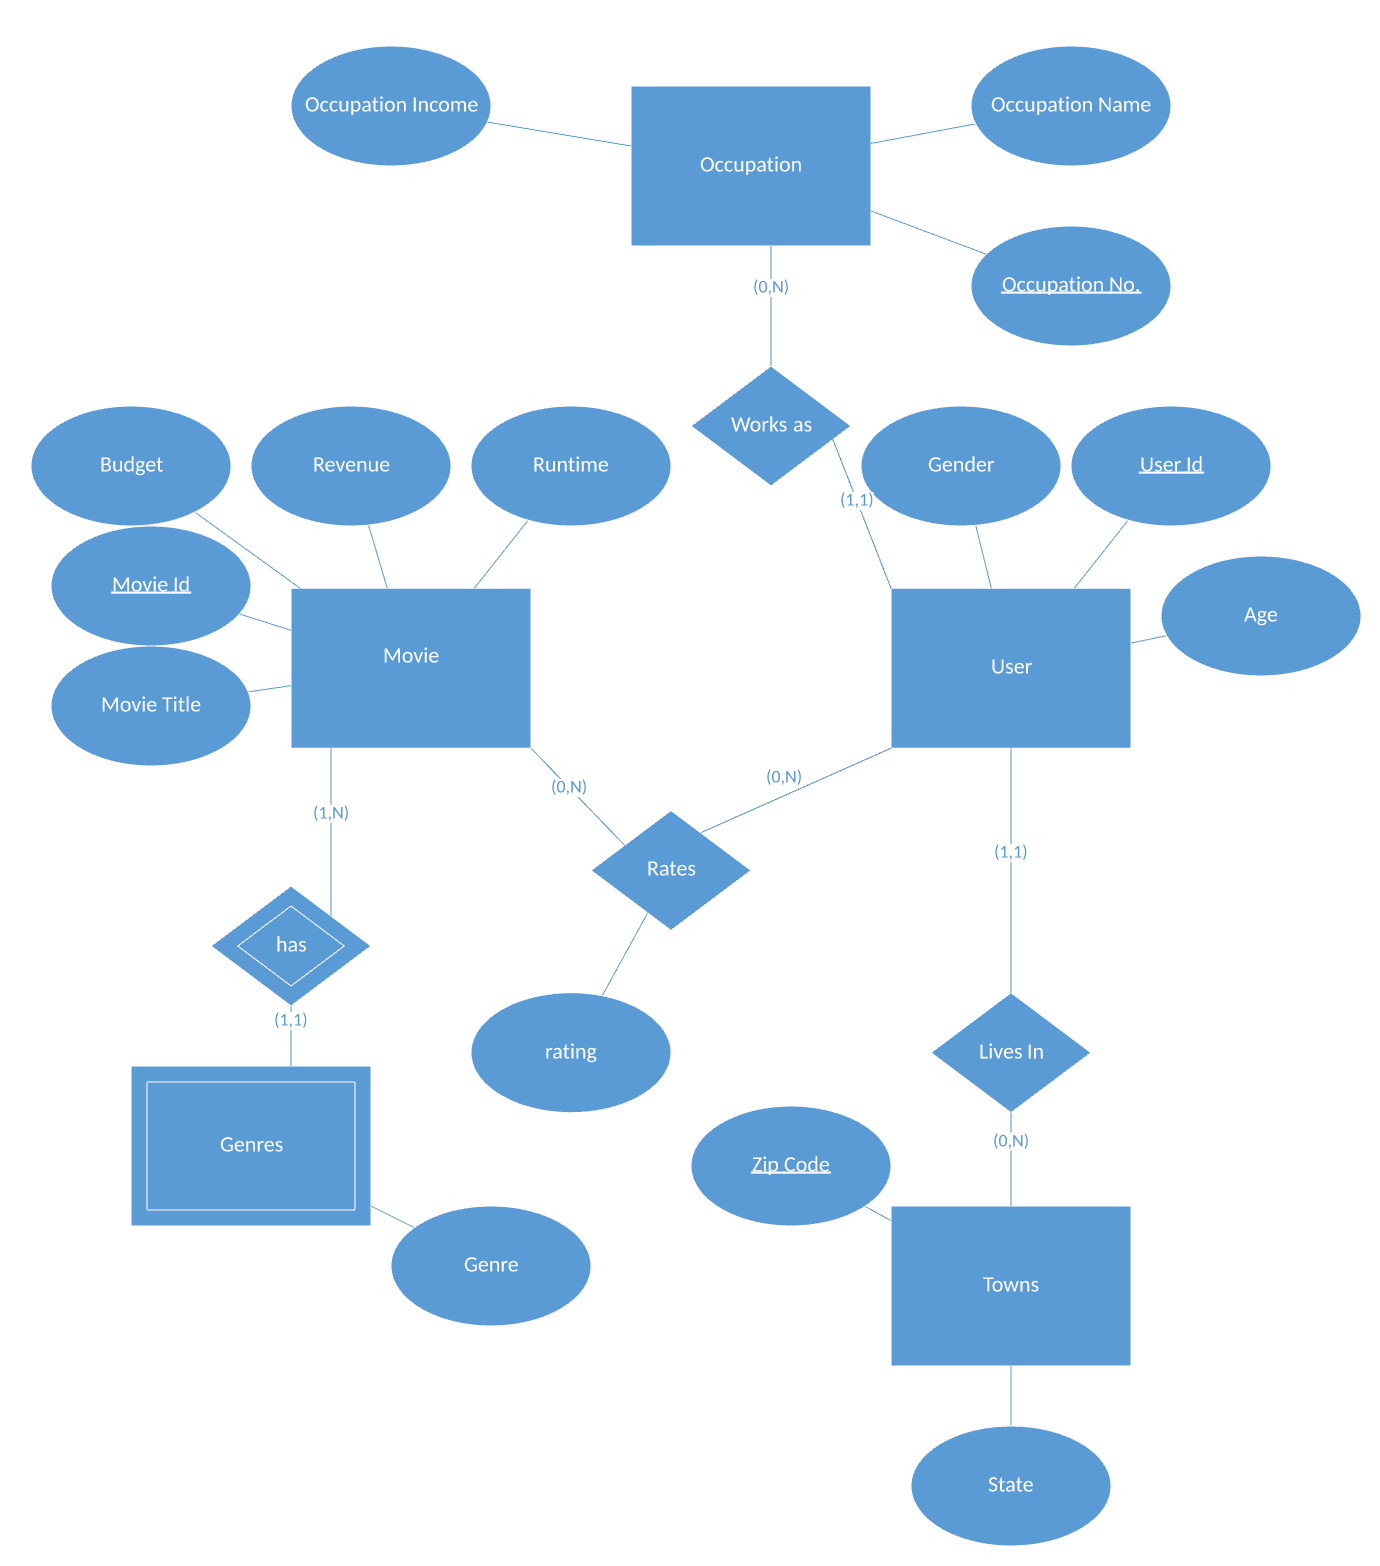 Occupation Income
Occupation Name
Occupation
Occupation No.
(0,N)
Works as
Budget
Revenue
Runtime
Gender
User Id
(1,1)
Movie Id
Age
Movie
User
Movie Title
(0,N)
(0,N)
(1,N)
(1,1)
Rates
has
(1,1)
rating
Lives In
(0,N)
Genres
Zip Code
Genre
Towns
State